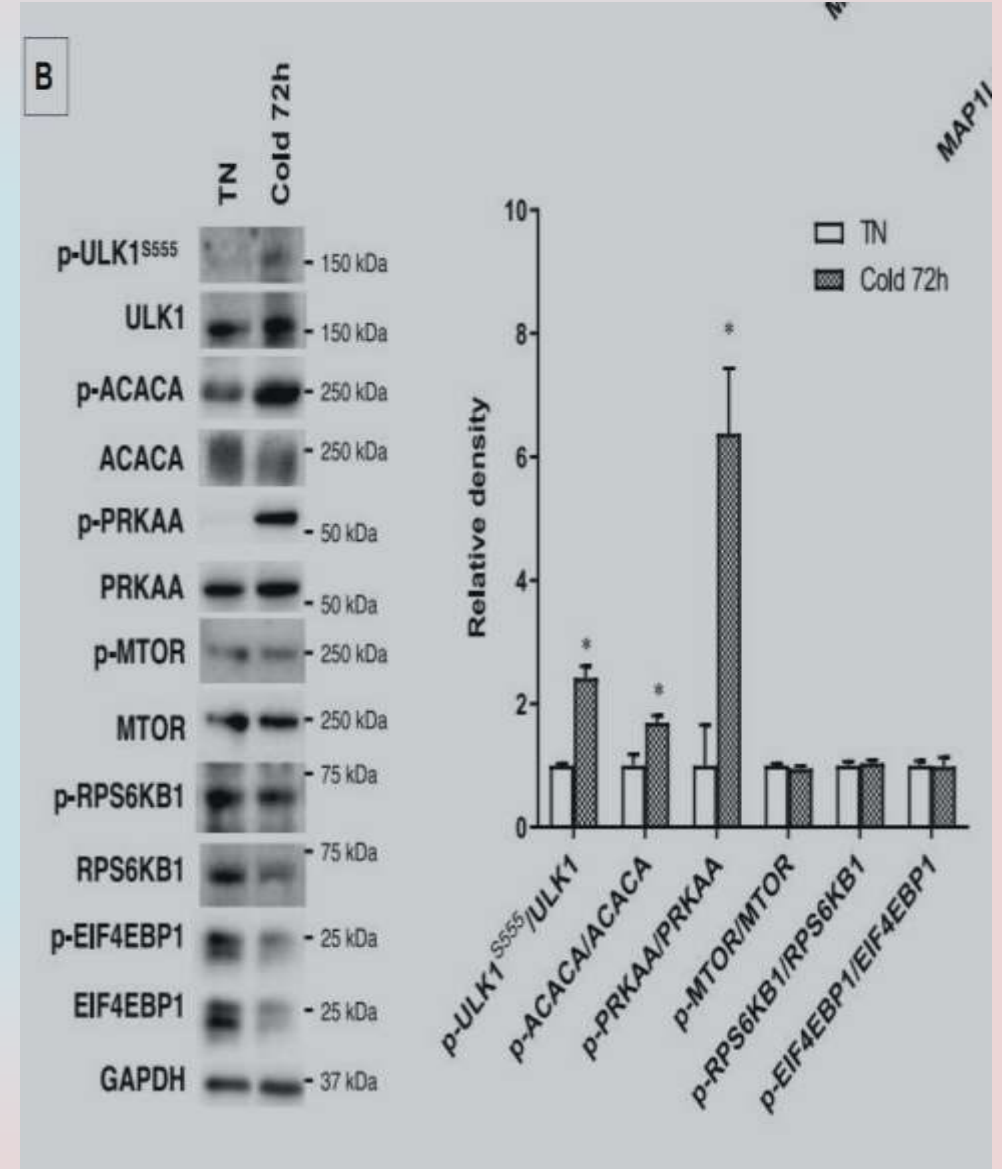 B
TN
Cold 72h
p-ULK1S555
150 kDa
ULK1
150 kDa
p-ACACA
250 kDa
ACACA
250 kDa
p-PRKAA
50 kDa
PRKAA
50 kDa
p-MTOR
250 kDa
MTOR
250 kDa
p-RPS6KB1
75 kDa
RPS6KB1
75 kDa
p-EIF4EBP1
25 kDa
EIF4EBP1
25 kDa
GAPDH
37 kDa
MAP1L
TN
Cold 72h
Relative density
10
8
6
4
2
0
*
*
*
p-ULK1S555/ULK1
p-ACACA/ACACA
p-PRKAA/PRKAA
p-MTOR/MTOR
p-RPS6KB1/RPS6KB1
p-EIF4EBP1/EIF4EBP1